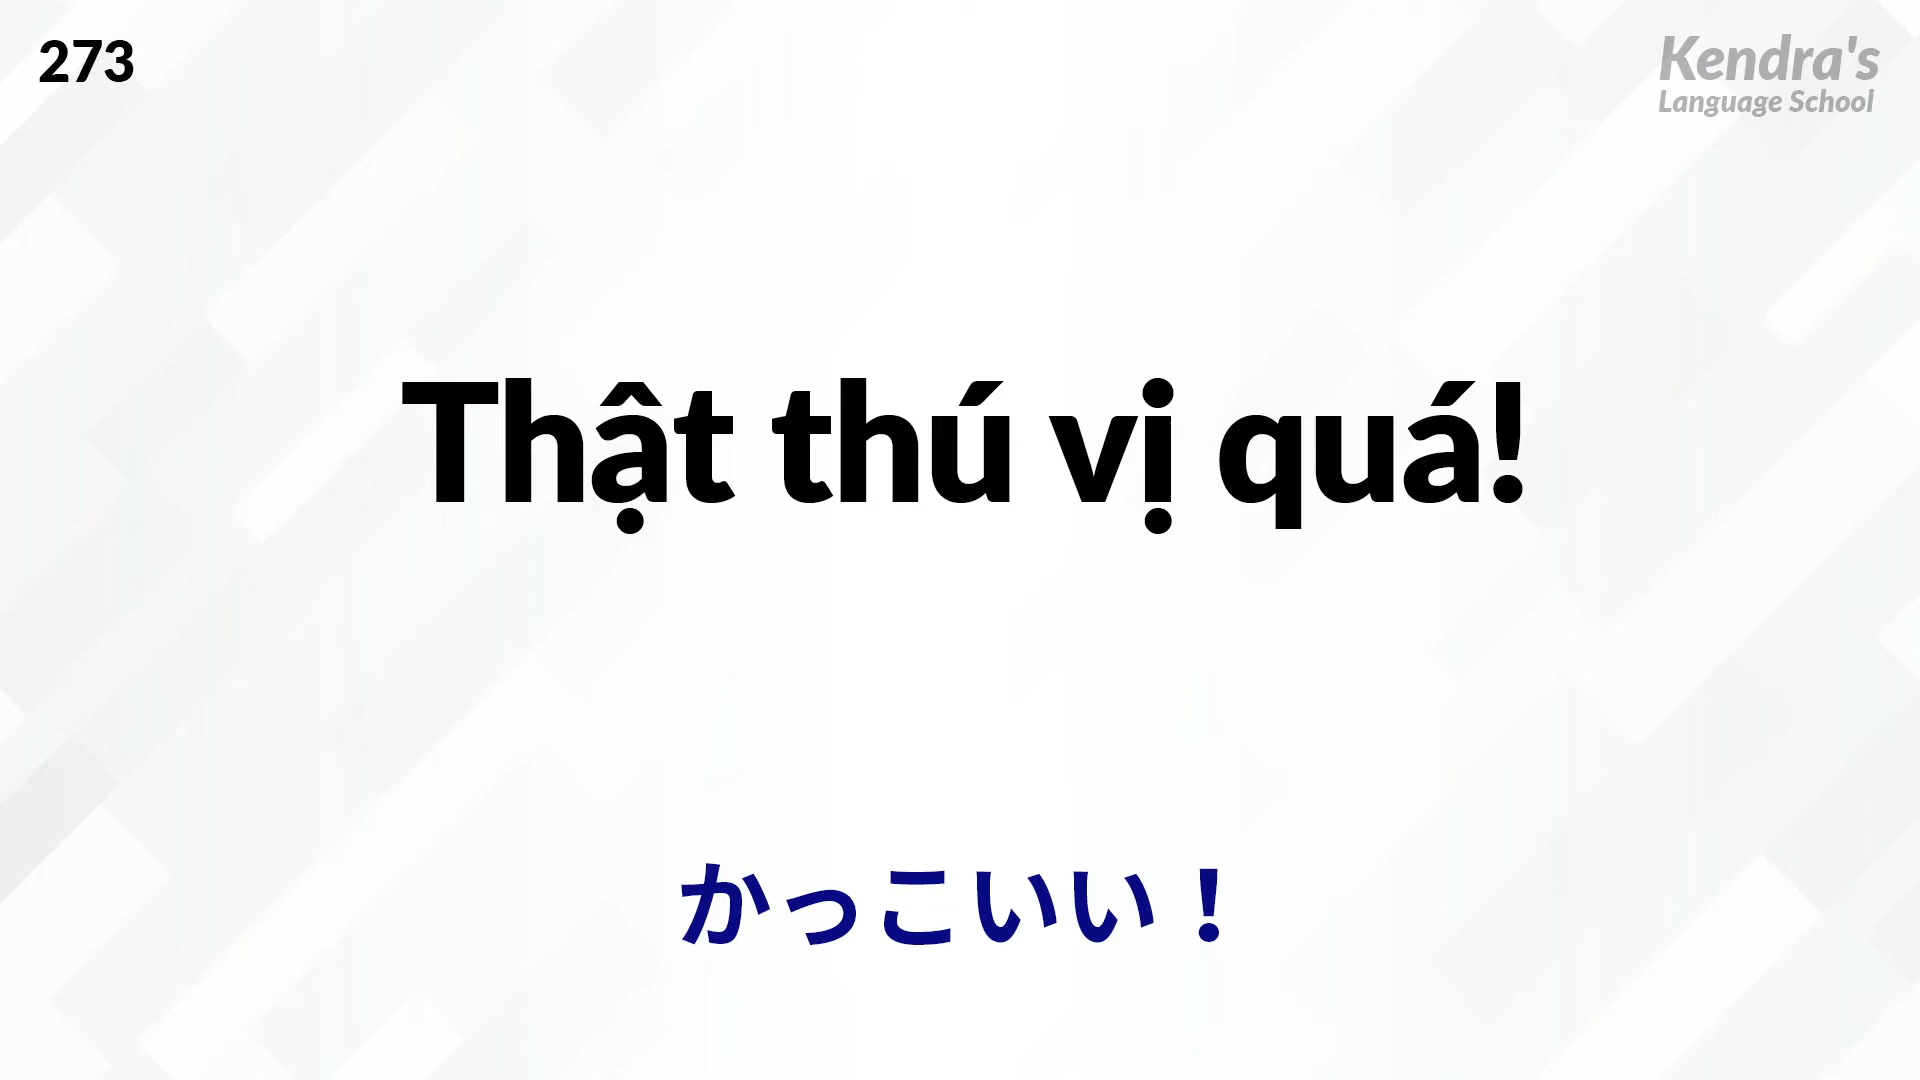 273
Kendra's
Language School
Thật thú vị quá!
かっこいい！